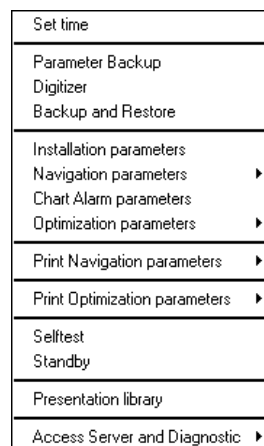 Set time
Parameter Backup
Digitizer
Backup and Restore
Installation parameters
Navigation parameters
Chart Alarm parameters
Optimization parameters
Print Navigation parameters
Print Optimization parameters
Selftest
Standby
Presentation library
Access Server and Diagnostic